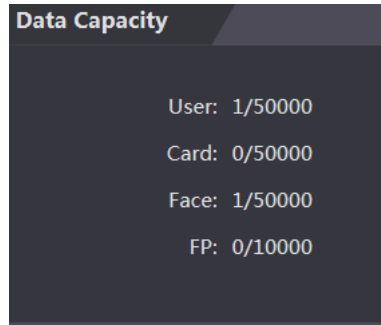 Data Capacity
User: 1/50000
Card: 0/50000
Face: 1/50000
FP: 0/10000